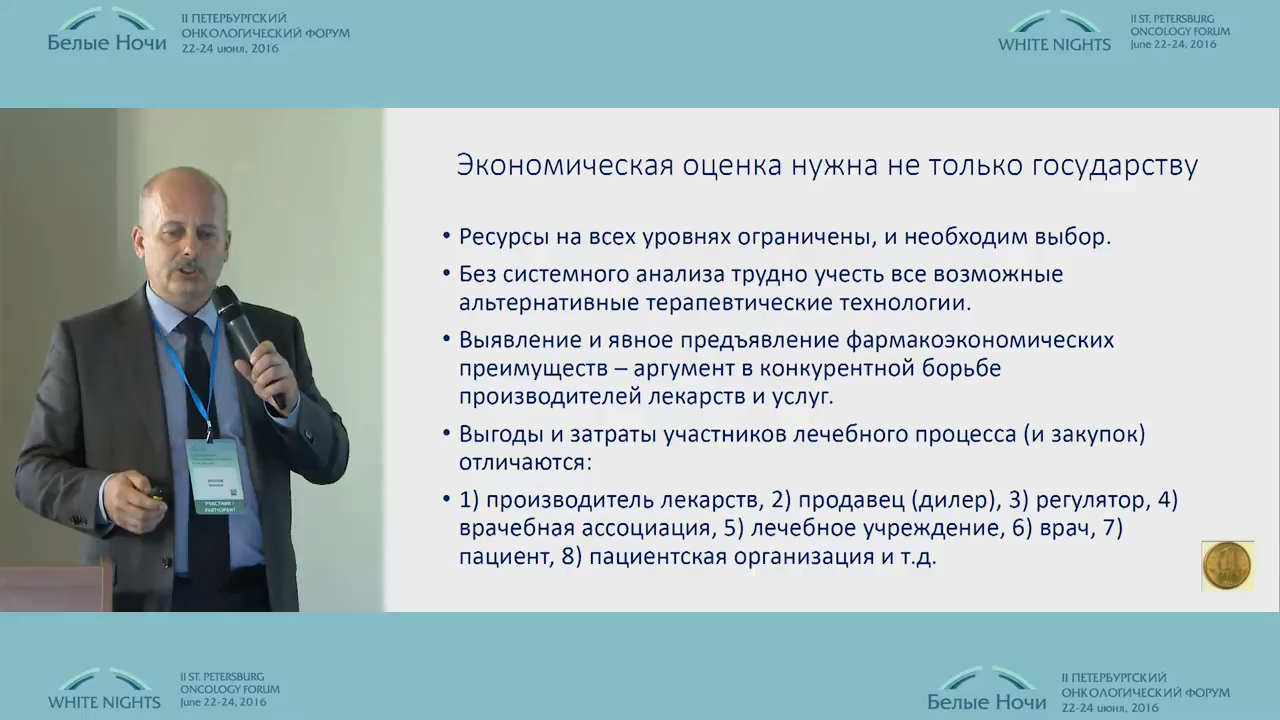 II ПЕТЕРБУРГСКИЙ
ОНКОЛОГИЧЕСКИЙ ФОРУМ
Белые Ночи
22-24 июня, 2016
II ST. PETERSBURG
ONCOLOGY FORUM
WHITE NIGHTS
June 22-24, 2016
Экономическая оценка нужна не только государству
• Ресурсы на всех уровнях ограничены, и необходим выбор.
• Без системного анализа трудно учесть все возможные
альтернативные терапевтические технологии.
• Выявление и явное предъявление фармакоэкономических
преимуществ – аргумент в конкурентной борьбе
производителей лекарств и услуг.
• Выгоды и затраты участников лечебного процесса (и закупок)
отличаются:
• 1) производитель лекарств, 2) продавец (дилер), 3) регулятор, 4)
врачебная ассоциация, 5) лечебное учреждение, 6) врач, 7)
пациент, 8) пациентская организация и т.д.
УЧАСТНИК /
PARTICIPANT
II ST. PETERSBURG
ONCOLOGY FORUM
WHITE NIGHTS
June 22-24, 2016
II ПЕТЕРБУРГСКИЙ
ОНКОЛОГИЧЕСКИЙ ФОРУМ
Белые Ночи
22-24 июня, 2016